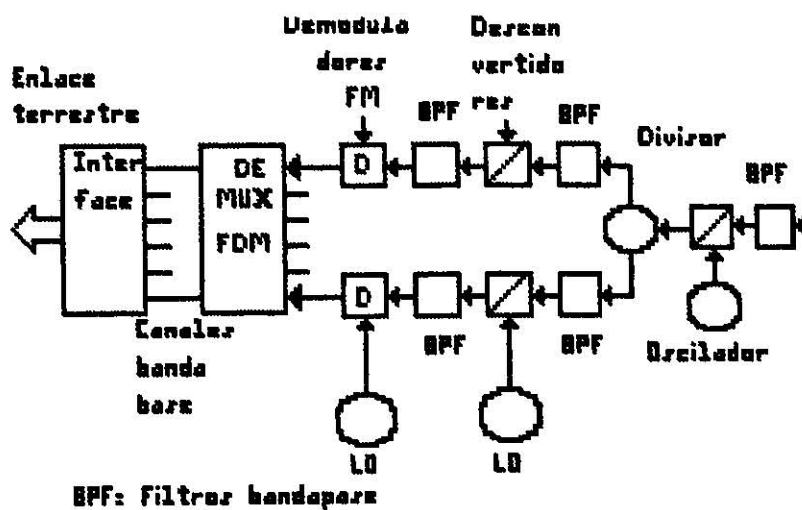 Demodula
dores
FM
Descon
vertido
res
Enlace
terrestre
BPF
BPF
Divisor
BPF
Inter
face
DE
MUX
FDM
D
D
BPF
BPF
Oscilador
Canales
banda
base
LO
LO
BPF: Filtros bandapase